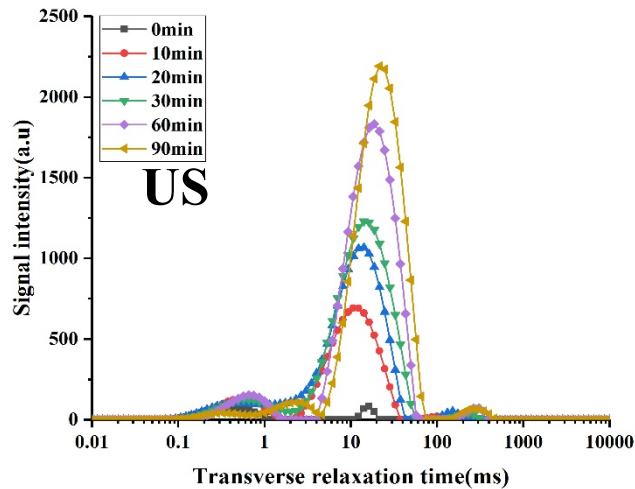 2500
2000
1500
1000
500
0
0min
10min
20min
30min
60min
90min
US
Signal intensity(a.u)
0.01 0.1 1 10 100 1000 10000
Transverse relaxation time(ms)